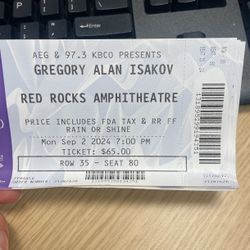 AEG & 97.3 KBCO PRESENTS
GREGORY ALAN ISAKOV
RED ROCKS AMPHITHEATRE
PRICE INCLUDES FDA TAX & RR FF
RAIN OR SHINE
Mon Sep 2 2024 7:00 PM
TICKET: $65.00
ROW 35 - SEAT 80